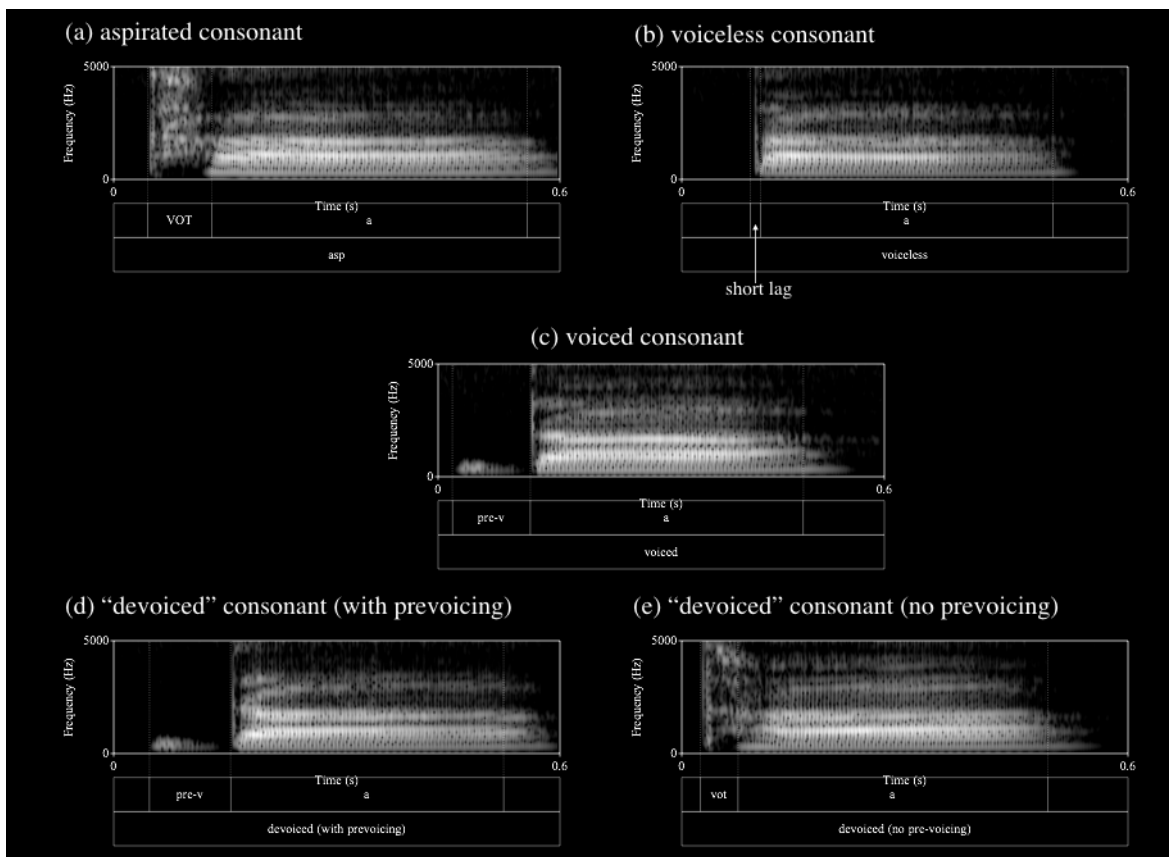 (a) aspirated consonant
5000
Frequency (Hz)
0
0
0.6
Time (s)
VOT
a
asp
(b) voiceless consonant
5000
Frequency (Hz)
0
0
0.6
Time (s)
a
voiceless
short lag
(c) voiced consonant
5000
Frequency (Hz)
0
0
0.6
Time (s)
pre-v
a
voiced
(d) “devoiced” consonant (with prevoicing)
5000
Frequency (Hz)
0
0
0.6
Time (s)
pre-v
a
devoiced (with prevoicing)
(e) “devoiced” consonant (no prevoicing)
5000
Frequency (Hz)
0
0
0.6
Time (s)
vot
a
devoiced (no pre-voicing)